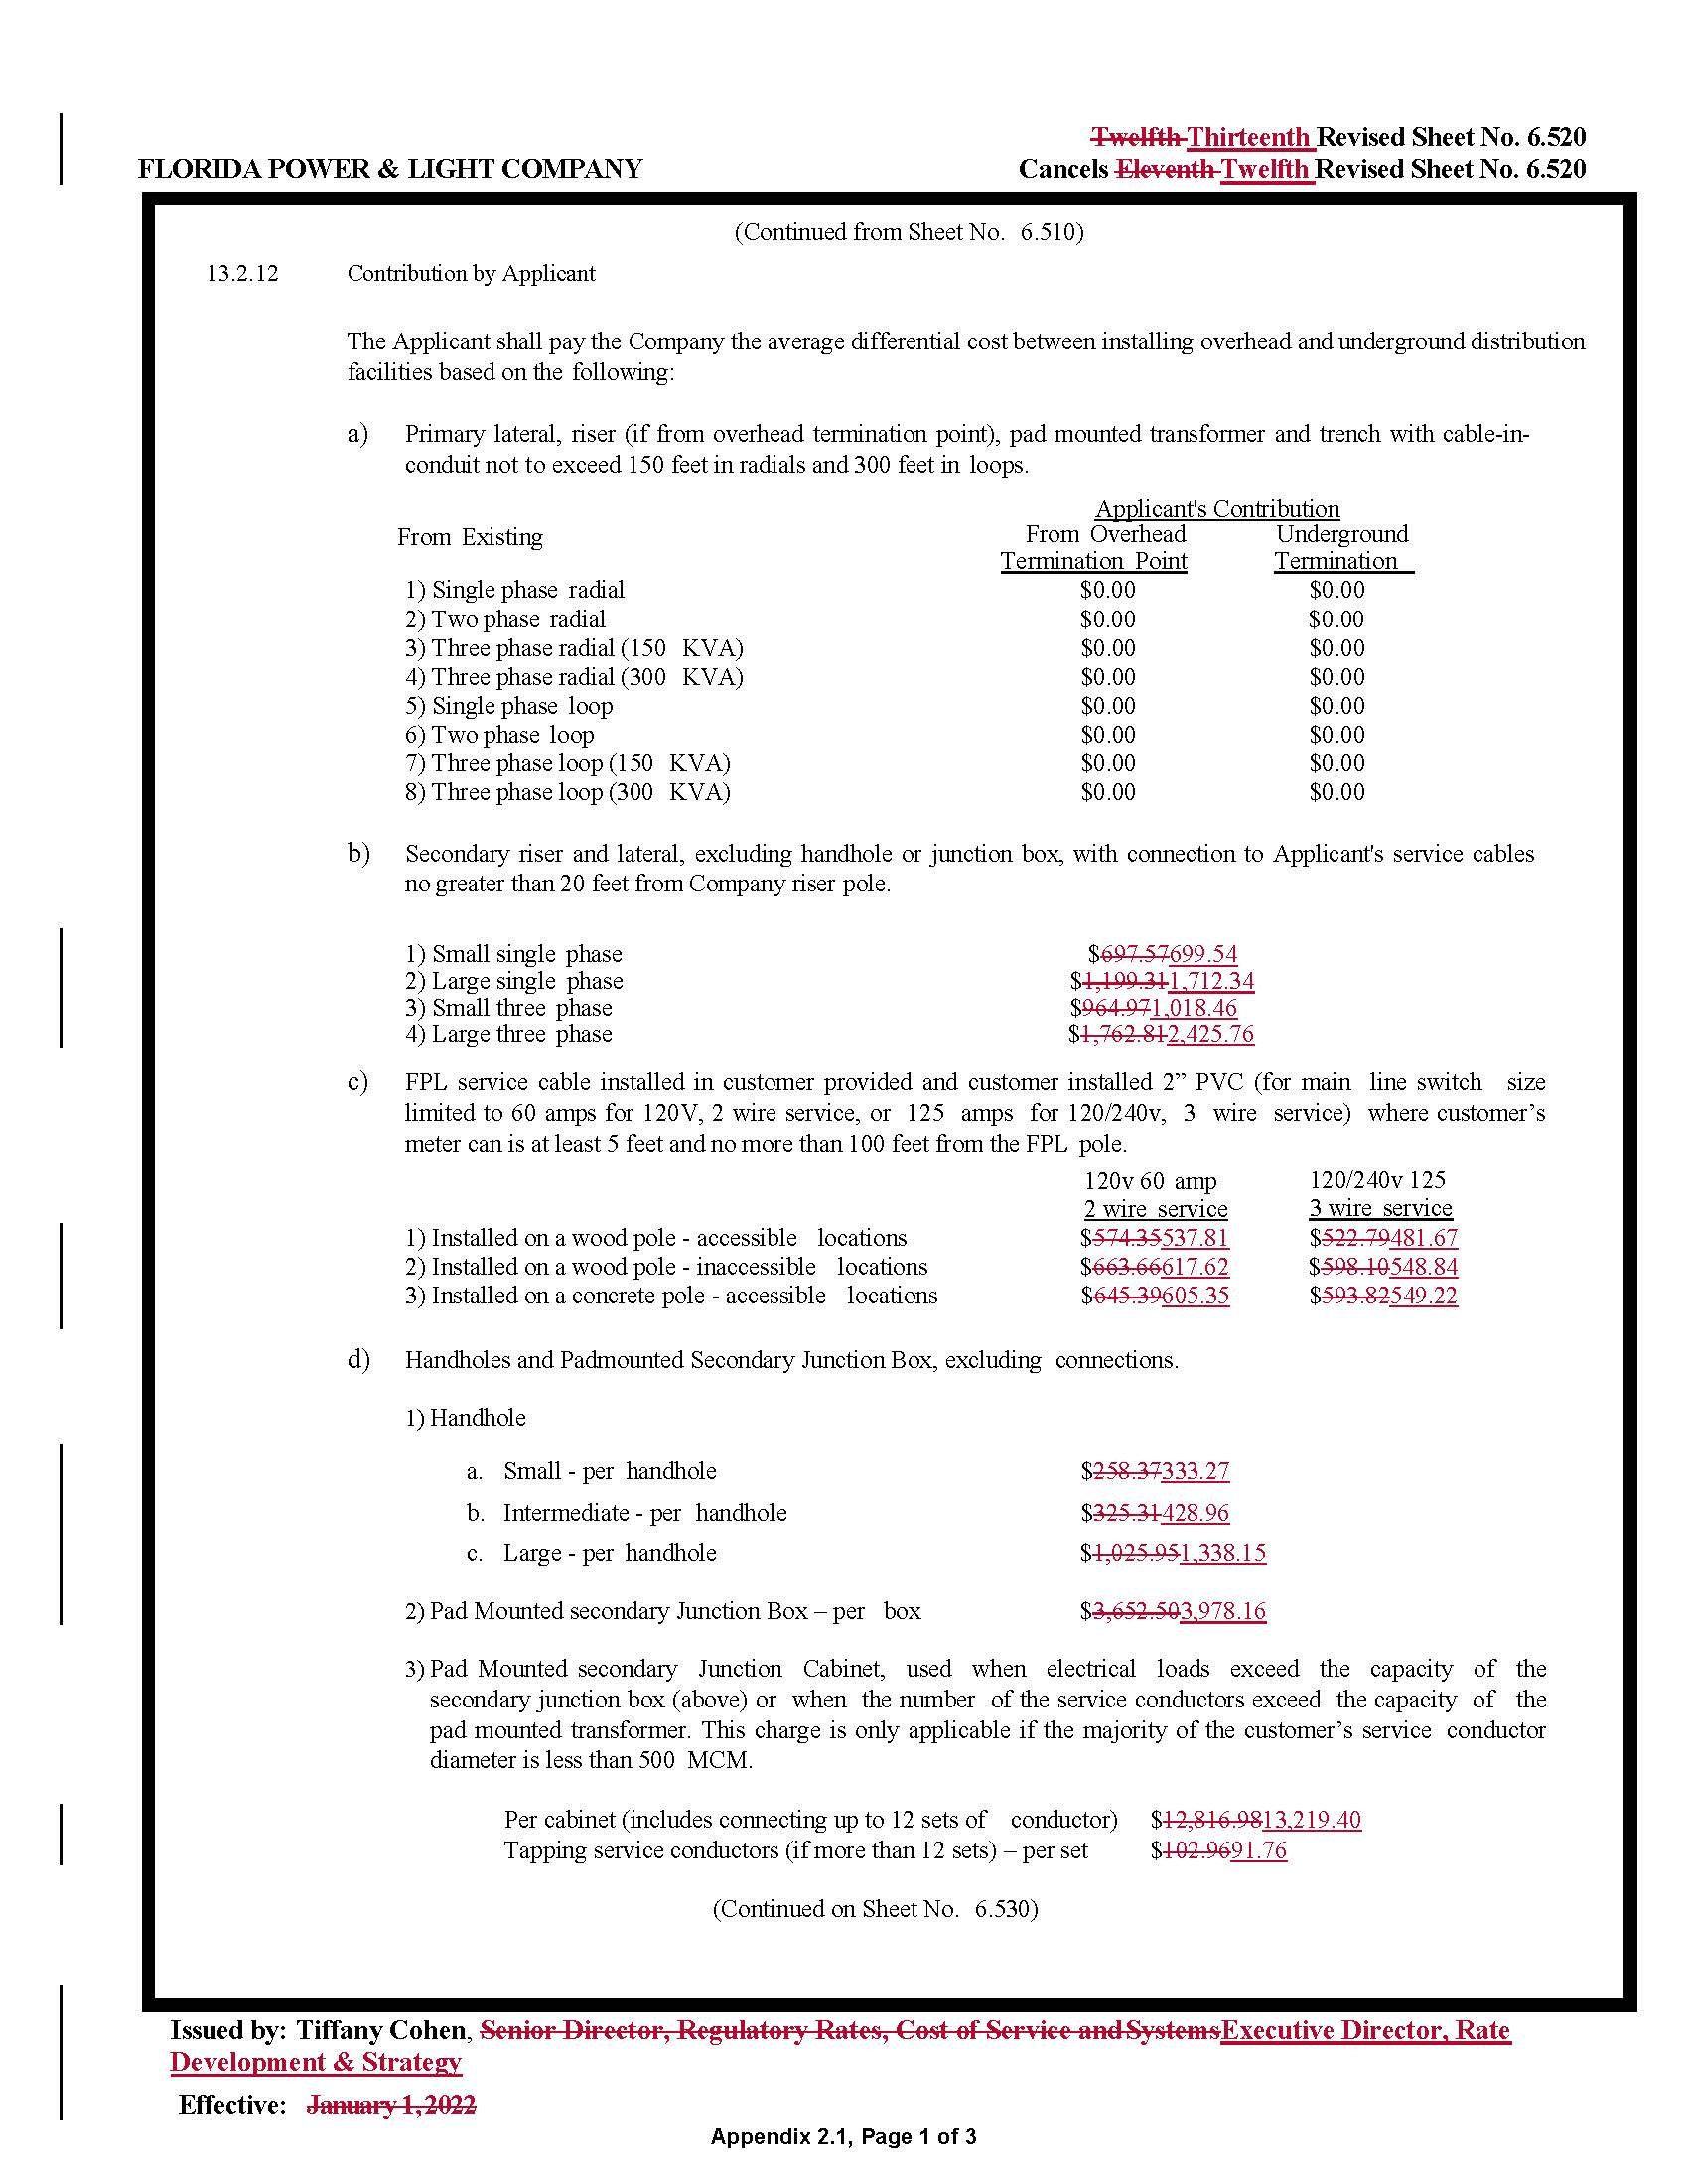 Twelfth Thirteenth Revised Sheet No. 6.520
FLORIDA POWER & LIGHT COMPANY Cancels Eleventh Twelfth Revised Sheet No. 6.520
(Continued from Sheet No. 6.510)
13.2.12 Contribution by Applicant
The Applicant shall pay the Company the average differential cost between installing overhead and underground distribution
facilities based on the following:
a) Primary lateral, riser (if from overhead termination point), pad mounted transformer and trench with cable-in-
conduit not to exceed 150 feet in radials and 300 feet in loops.
Applicant's Contribution
From Existing From Overhead Underground
Termination Point Termination
1) Single phase radial $0.00 $0.00
2) Two phase radial $0.00 $0.00
3) Three phase radial (150 KVA) $0.00 $0.00
4) Three phase radial (300 KVA) $0.00 $0.00
5) Single phase loop $0.00 $0.00
6) Two phase loop $0.00 $0.00
7) Three phase loop (150 KVA) $0.00 $0.00
8) Three phase loop (300 KVA) $0.00 $0.00
b) Secondary riser and lateral, excluding handhole or junction box, with connection to Applicant's service cables
no greater than 20 feet from Company riser pole.
1) Small single phase $697.57699.54
2) Large single phase $1,199.311,712.34
3) Small three phase $964.971,018.46
4) Large three phase $1,762.812,425.76
c) FPL service cable installed in customer provided and customer installed 2” PVC (for main line switch size
limited to 60 amps for 120V, 2 wire service, or 125 amps for 120/240v, 3 wire service) where customer’s
meter can is at least 5 feet and no more than 100 feet from the FPL pole.
120v 60 amp 120/240v 125
2 wire service 3 wire service
1) Installed on a wood pole - accessible locations $574.35537.81 $522.79481.67
2) Installed on a wood pole - inaccessible locations $663.66617.62 $598.10548.84
3) Installed on a concrete pole - accessible locations $645.39605.35 $593.82549.22
d) Handholes and Padmounted Secondary Junction Box, excluding connections.
1) Handhole
a. Small - per handhole $258.37333.27
b. Intermediate - per handhole $325.31428.96
c. Large - per handhole $1,025.951,338.15
2) Pad Mounted secondary Junction Box – per box $3,652.503,978.16
3) Pad Mounted secondary Junction Cabinet, used when electrical loads exceed the capacity of the
secondary junction box (above) or when the number of the service conductors exceed the capacity of the
pad mounted transformer. This charge is only applicable if the majority of the customer’s service conductor
diameter is less than 500 MCM.
Per cabinet (includes connecting up to 12 sets of conductor) $12,816.9813,219.40
Tapping service conductors (if more than 12 sets) – per set $102.9691.76
(Continued on Sheet No. 6.530)
Issued by: Tiffany Cohen, Senior Director, Regulatory Rates, Cost of Service and SystemsExecutive Director, Rate
Development & Strategy
Effective: January 1, 2022
Appendix 2.1, Page 1 of 3